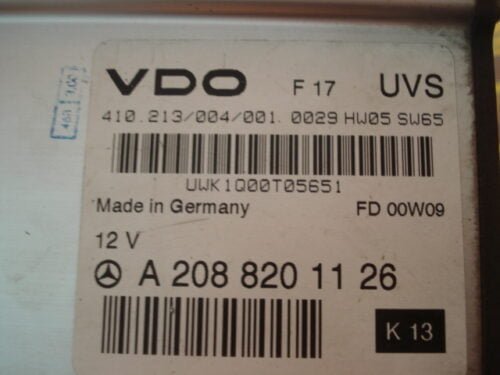 VDO F 17 UVS
410.213/004/001.0029 HW05 SW65
UWK1Q00T05651
Made in Germany FD 00W09
12 V
A 208 820 11 26
K 13